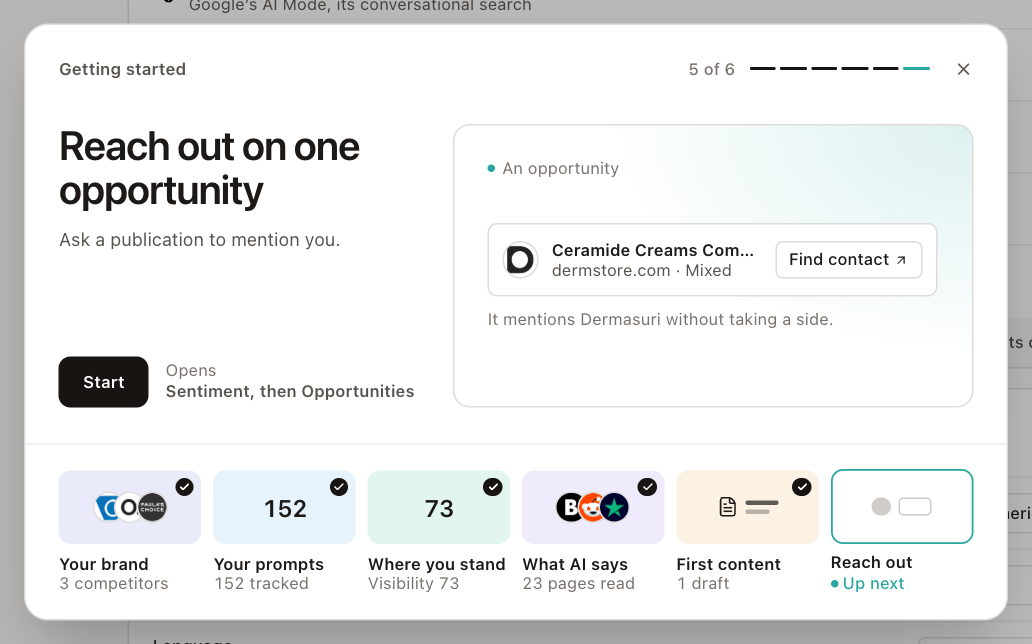 Google's AI Mode, its conversational search
Getting started
5 of 6
Reach out on one
opportunity
Ask a publication to mention you.
An opportunity
Ceramide Creams Com...
dermstore.com · Mixed
Find contact ↗
It mentions Dermasuri without taking a side.
Start
Opens
Sentiment, then Opportunities
PAULA'S
CHOICE
152
73
B
Your brand
3 competitors
Your prompts
152 tracked
Where you stand
Visibility 73
What AI says
23 pages read
First content
1 draft
Reach out
Up next